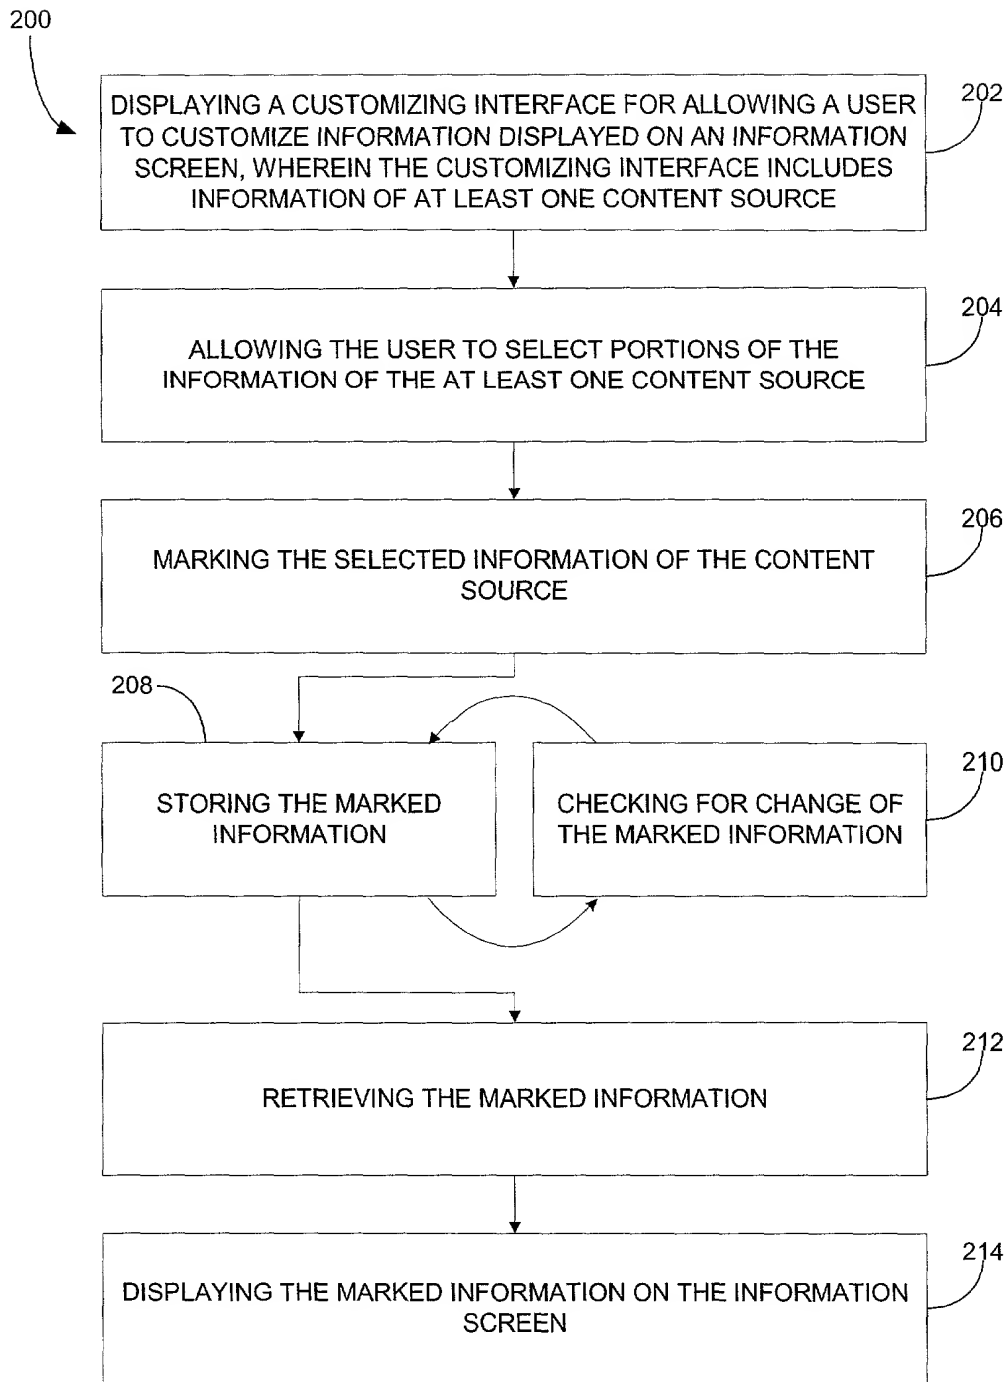 200
202
DISPLAYING A CUSTOMIZING INTERFACE FOR ALLOWING A USER
TO CUSTOMIZE INFORMATION DISPLAYED ON AN INFORMATION
SCREEN, WHEREIN THE CUSTOMIZING INTERFACE INCLUDES
INFORMATION OF AT LEAST ONE CONTENT SOURCE
204
ALLOWING THE USER TO SELECT PORTIONS OF THE
INFORMATION OF THE AT LEAST ONE CONTENT SOURCE
206
MARKING THE SELECTED INFORMATION OF THE CONTENT
SOURCE
208
STORING THE MARKED
INFORMATION
210
CHECKING FOR CHANGE OF
THE MARKED INFORMATION
212
RETRIEVING THE MARKED INFORMATION
214
DISPLAYING THE MARKED INFORMATION ON THE INFORMATION
SCREEN